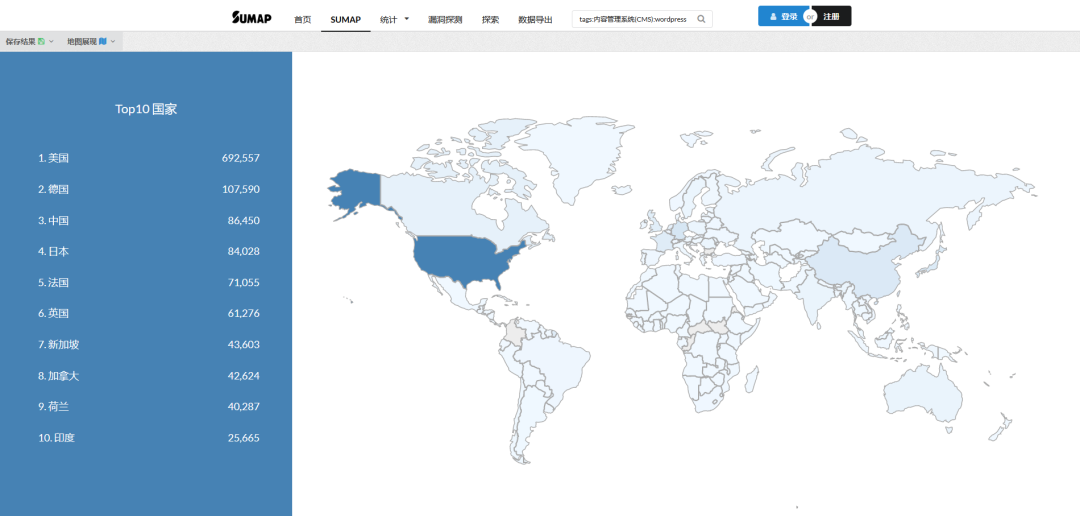 SUMAP 首页 SUMAP 统计 漏洞探测 探索 数据导出 tags:内容管理系统(CMS):wordpress 登录 or 注册
保存结果 地图展现
Top10 国家
1. 美国 692,557
2. 德国 107,590
3. 中国 86,450
4. 日本 84,028
5. 法国 71,055
6. 英国 61,276
7. 新加坡 43,603
8. 加拿大 42,624
9. 荷兰 40,287
10. 印度 25,665